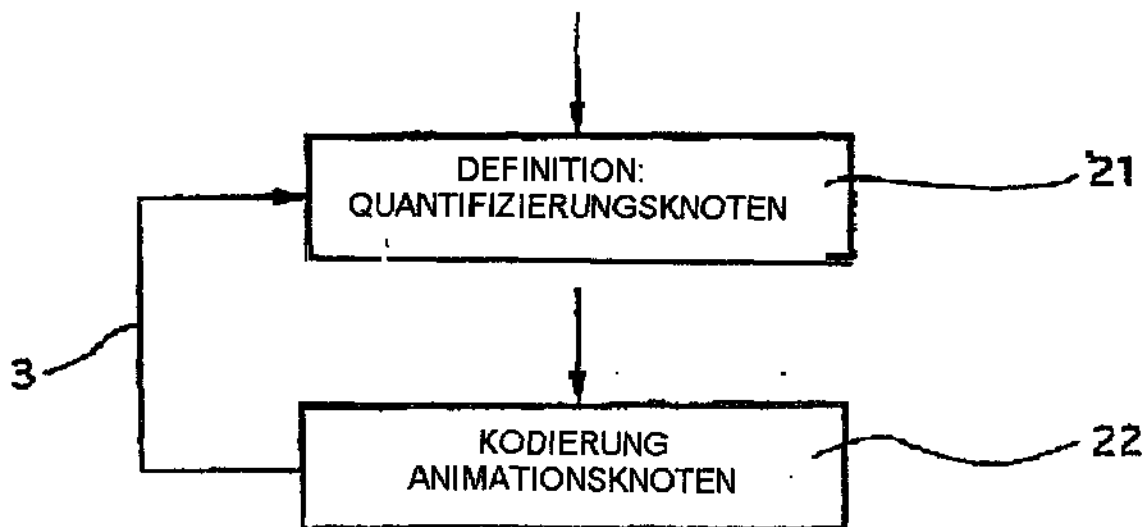 DEFINITION:
QUANTIFIZIERUNGSKNOTEN
21
3
KODIERUNG
ANIMATIONSKNOTEN
22